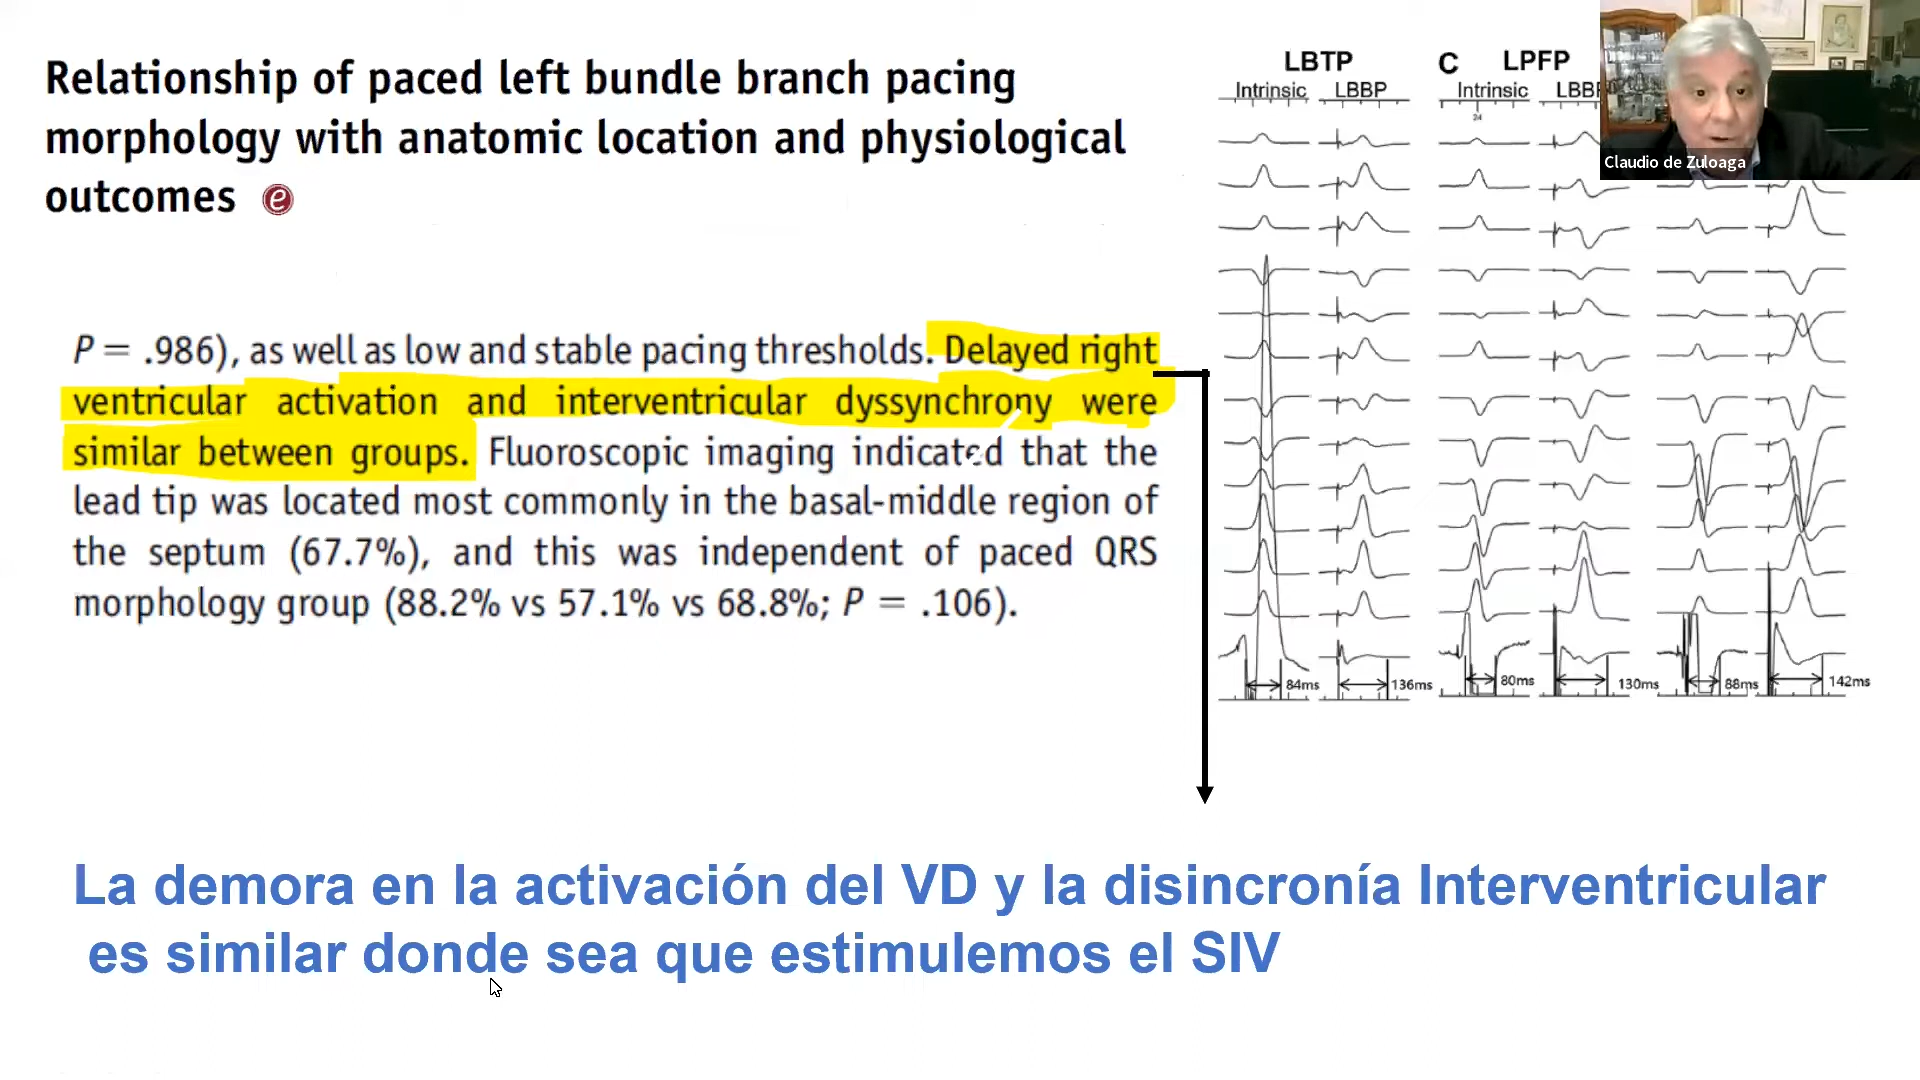 Relationship of paced left bundle branch pacing
morphology with anatomic location and physiological
outcomes e
P = .986), as well as low and stable pacing thresholds. Delayed right
ventricular activation and interventricular dyssynchrony were
similar between groups. Fluoroscopic imaging indicated that the
lead tip was located most commonly in the basal-middle region of
the septum (67.7%), and this was independent of paced QRS
morphology group (88.2% vs 57.1% vs 68.8%; P = .106).
LBTP
Intrinsic LBBP
C LPFP
Intrinsic
84ms 136ms 80ms 130ms 88ms 142ms
Claudio de Zuloaga
La demora en la activación del VD y la disincronía Interventricular
es similar donde sea que estimulemos el SIV